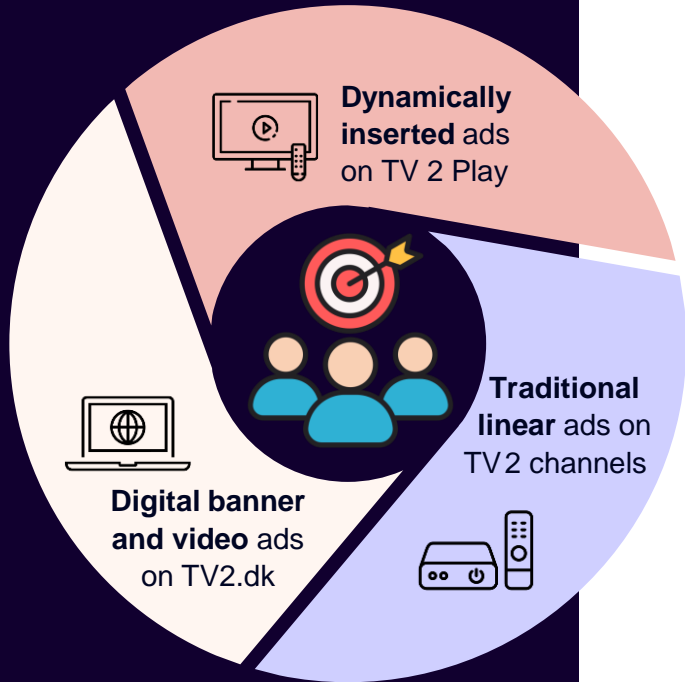 Dynamically
inserted ads
on TV 2 Play
Traditional
linear ads on
TV 2 channels
Digital banner
and video ads
on TV2.dk